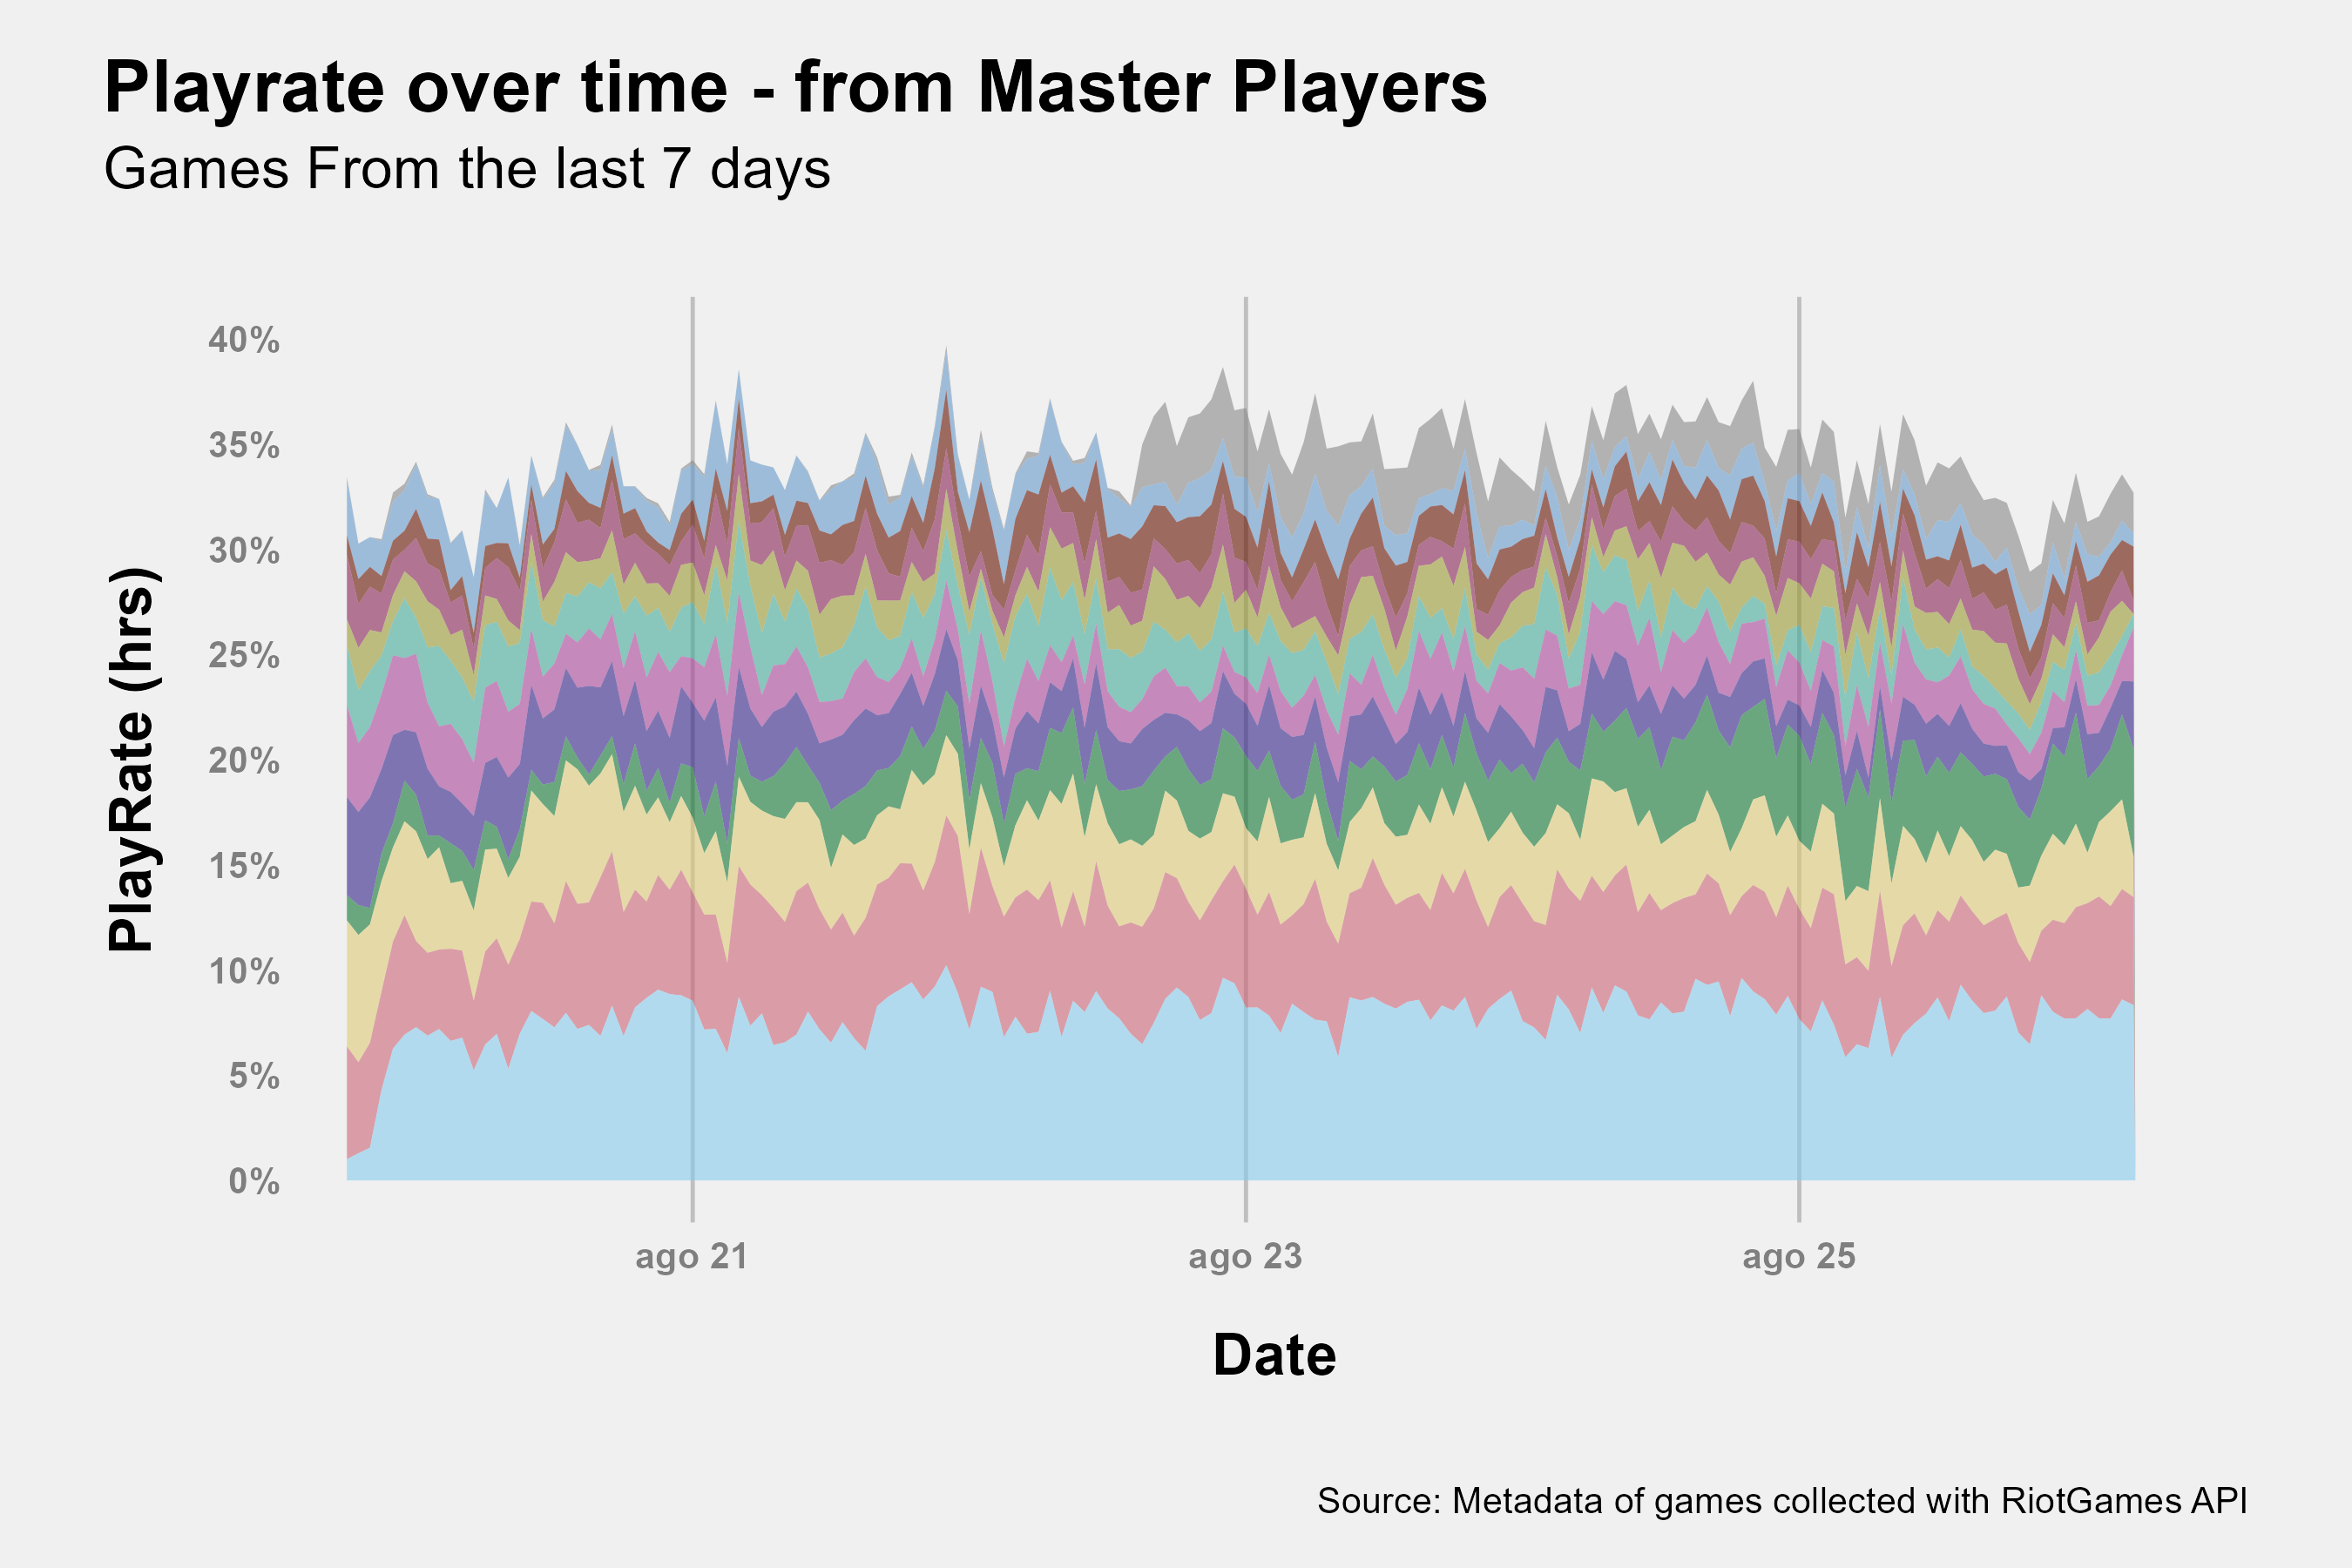 Playrate over time - from Master Players
Games From the last 7 days
40%
35%
30%
25%
20%
15%
10%
5%
0%
PlayRate (hrs)
ago 21
ago 23
ago 25
Date
Source: Metadata of games collected with RiotGames API